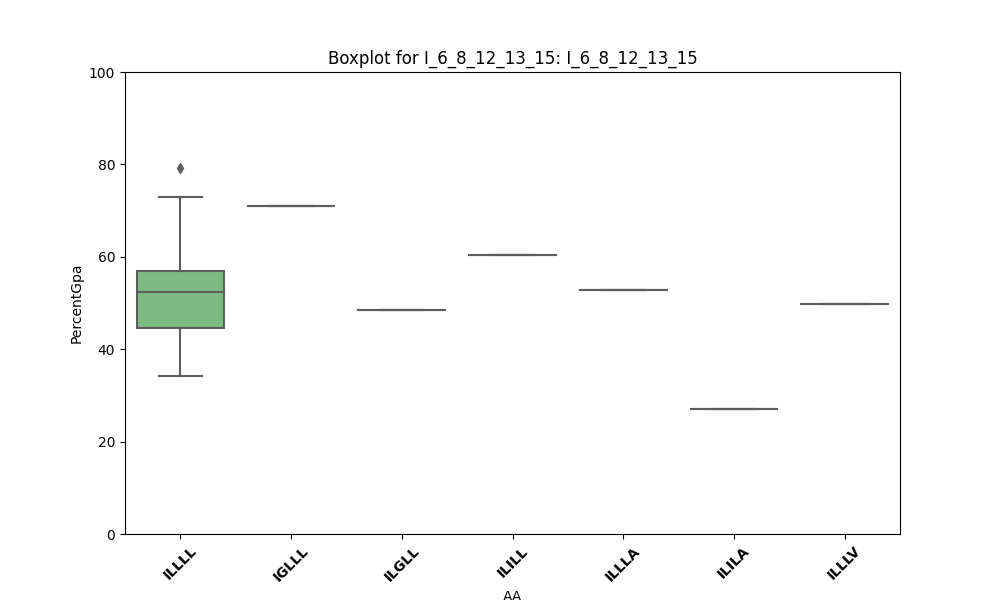 Boxplot for I_6_8_12_13_15: I_6_8_12_13_15
100
80
60
40
20
0
PercentGpa
ILLLL
IGLLL
ILGLL
ILILL
ILLLA
ILILA
ILLLV
AA